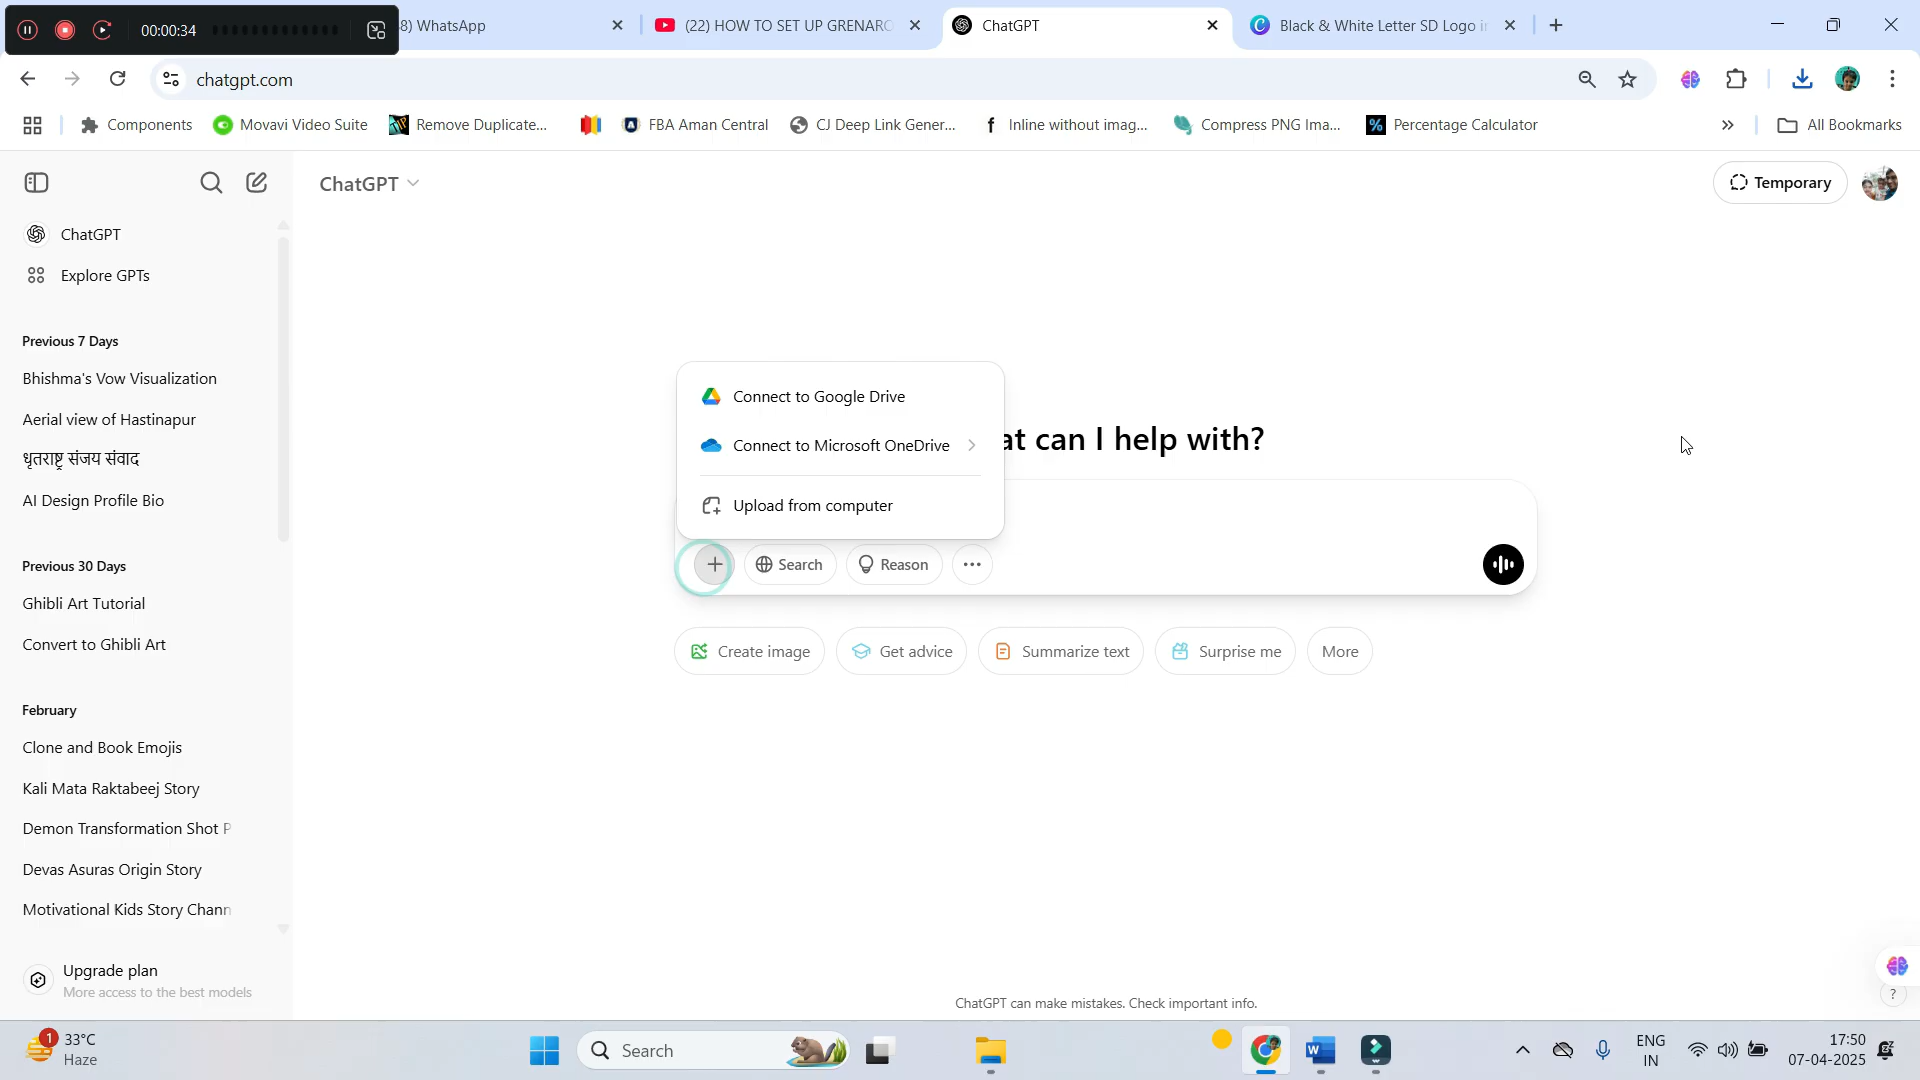 00:00:34
8) WhatsApp
(22) HOW TO SET UP GRENARO
ChatGPT
Black & White Letter SD Logo i
chatgpt.com
Components
Movavi Video Suite
Remove Duplicate...
FBA Aman Central
CJ Deep Link Gener...
Inline without imag...
Compress PNG Ima...
Percentage Calculator
All Bookmarks
ChatGPT
Temporary
ChatGPT
Explore GPTs
Previous 7 Days
Bhishma's Vow Visualization
Aerial view of Hastinapur
धृतराष्ट्र संजय संवाद
AI Design Profile Bio
Previous 30 Days
Ghibli Art Tutorial
Convert to Ghibli Art
February
Clone and Book Emojis
Kali Mata Raktabeej Story
Demon Transformation Shot P
Devas Asuras Origin Story
Motivational Kids Story Chann
Upgrade plan
More access to the best models
Connect to Google Drive
Connect to Microsoft OneDrive
Upload from computer
at can I help with?
Search
Reason
Create image
Get advice
Summarize text
Surprise me
More
ChatGPT can make mistakes. Check important info.
?
1
33°C
Haze
Search
W
ENG
IN
17:50
07-04-2025